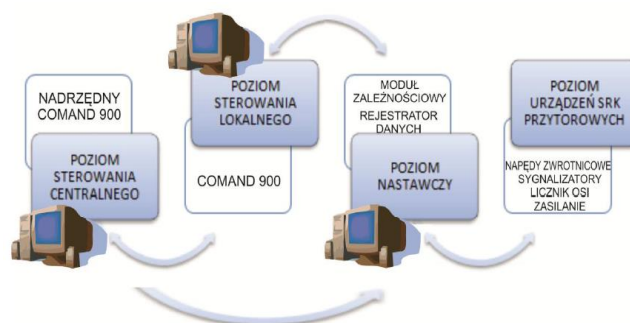 NADRZĘDNY
COMAND 900
POZIOM
STEROWANIA
CENTRALNEGO
POZIOM
STEROWANIA
LOKALNEGO
COMAND 900
MODUŁ
ZALEŻNOŚCIOWY
REJESTRATOR
DANYCH
POZIOM
NASTAWCZY
POZIOM
URZĄDZEŃ SRK
PRZYTOROWYCH
NAPĘDY ZWROTNICOWE
SYGNALIZATORY
LICZNIK OSI
ZASILANIE